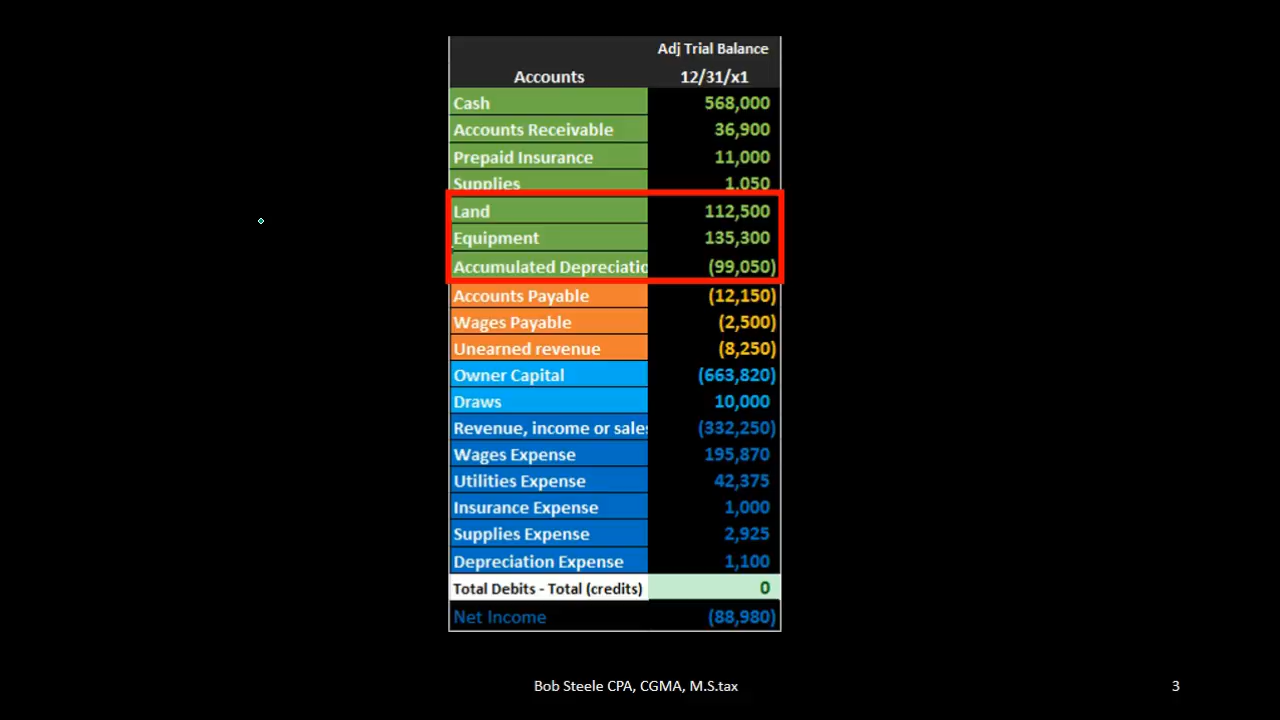 Adj Trial Balance
Accounts 12/31/x1
Cash 568,000
Accounts Receivable 36,900
Prepaid Insurance 11,000
Supplies 1,050
Land 112,500
Equipment 135,300
Accumulated Depreciatio (99,050)
Accounts Payable (12,150)
Wages Payable (2,500)
Unearned revenue (8,250)
Owner Capital (663,820)
Draws 10,000
Revenue, income or sales (332,250)
Wages Expense 195,870
Utilities Expense 42,375
Insurance Expense 1,000
Supplies Expense 2,925
Depreciation Expense 1,100
Total Debits - Total (credits) 0
Net Income (88,980)
Bob Steele CPA, CGMA, M.S.tax 3